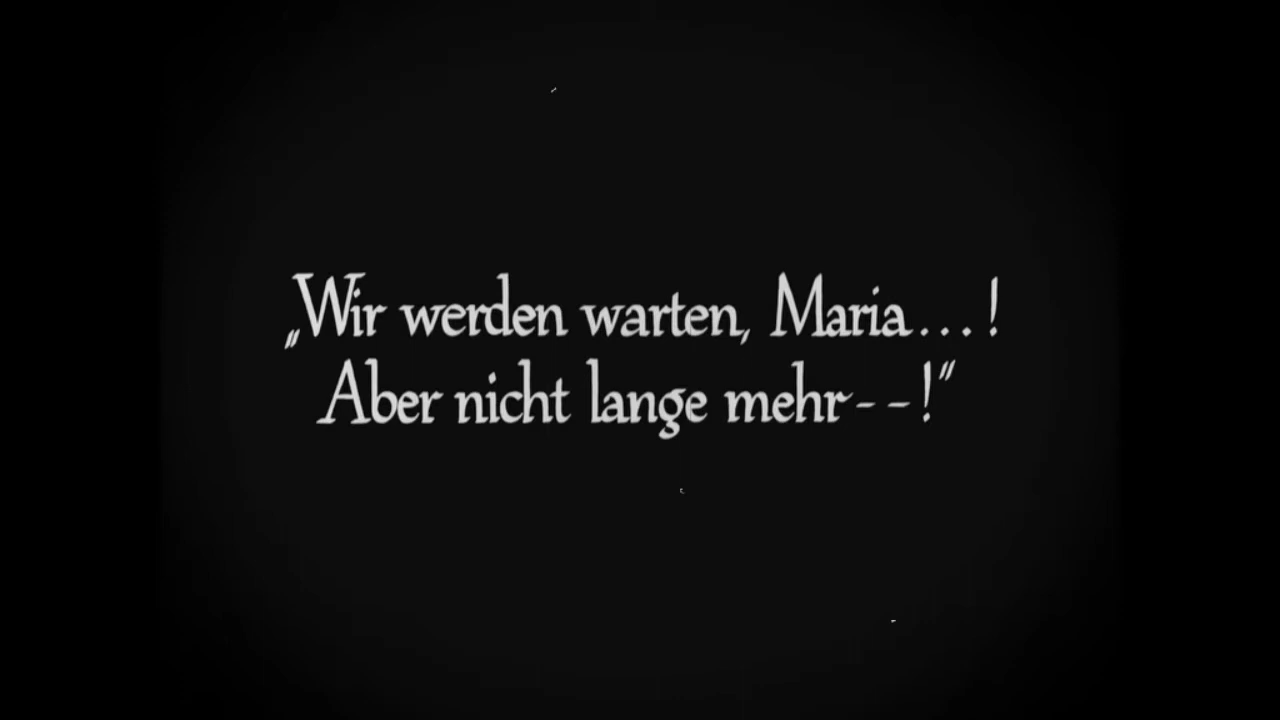 „Wir werden warten, Maria...!
Aber nicht lange mehr--!"